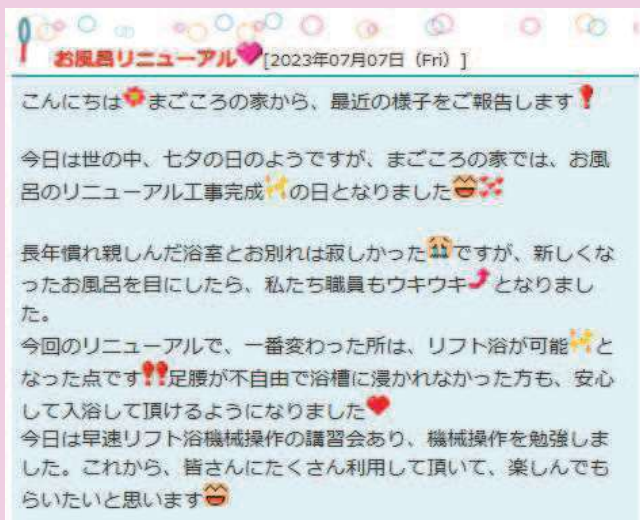 お風呂リニューアル[2023年07月07日（Fri）]
こんにちは まごころの家から、最近の様子をご報告します
今日は世の中、七夕の日のようですが、まごころの家では、お風
呂のリニューアル工事完成 の日となりました
長年慣れ親しんだ浴室とお別れは寂しかった ですが、新しくな
ったお風呂を目にしたら、私たち職員もウキウキ となりまし
た。
今回のリニューアルで、一番変わった所は、リフト浴が可能 と
なった点です 足腰が不自由で浴槽に浸かれなかった方も、安心
して入浴して頂けるようになりました
今日は早速リフト浴機械操作の講習会あり、機械操作を勉強しま
した。これから、皆さんにたくさん利用して頂いて、楽しんでも
らいたいと思います